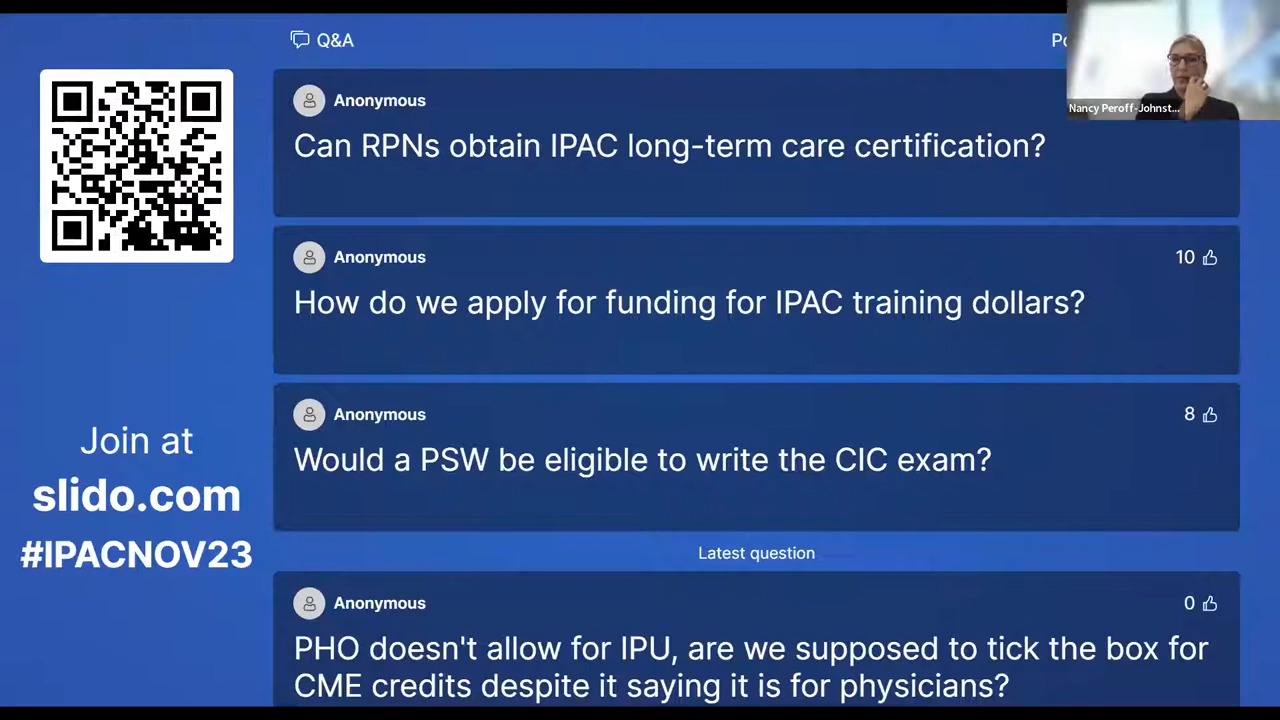 Q&A
Nancy Peroff-Johnst...
Anonymous
Can RPNs obtain IPAC long-term care certification?
Anonymous
10
How do we apply for funding for IPAC training dollars?
Anonymous
8
Would a PSW be eligible to write the CIC exam?
Join at
slido.com
#IPACNOV23
Latest question
Anonymous
0
PHO doesn't allow for IPU, are we supposed to tick the box for
CME credits despite it saying it is for physicians?